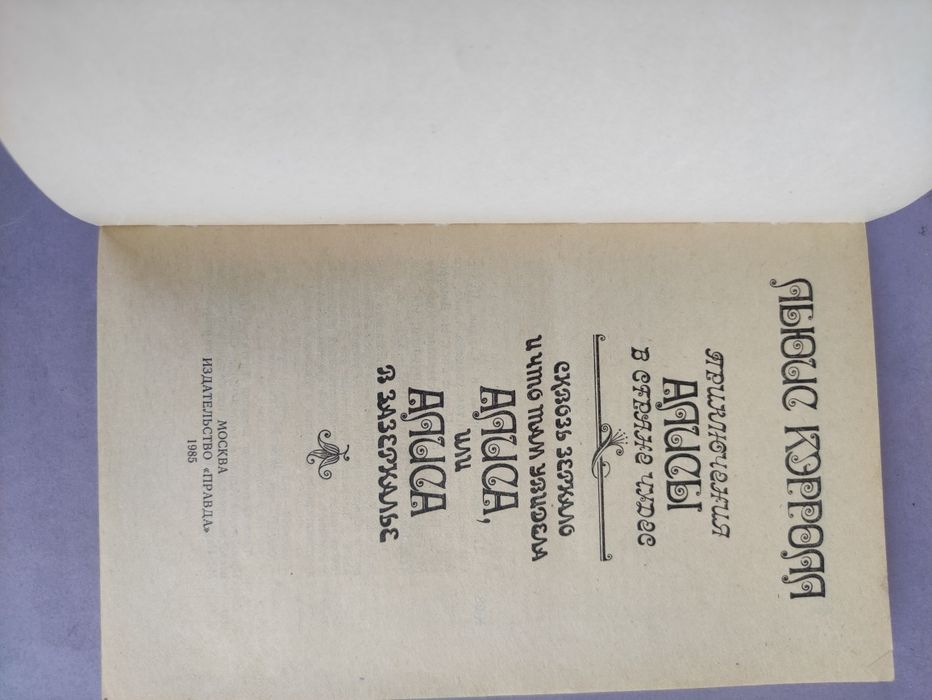 ЛЬЮИС КЭРРОЛЛ
ПРИКЛЮЧЕНИЯ
АЛИСЫ
В СТРАНЕ ЧУДЕС
СКВОЗЬ ЗЕРКАЛО
И ЧТО ТАМ УВИДЕЛА
АЛИСА,
ИЛИ
АЛИСА
В ЗАЗЕРКАЛЬЕ
МОСКВА
ИЗДАТЕЛЬСТВО «ПРАВДА»
1985